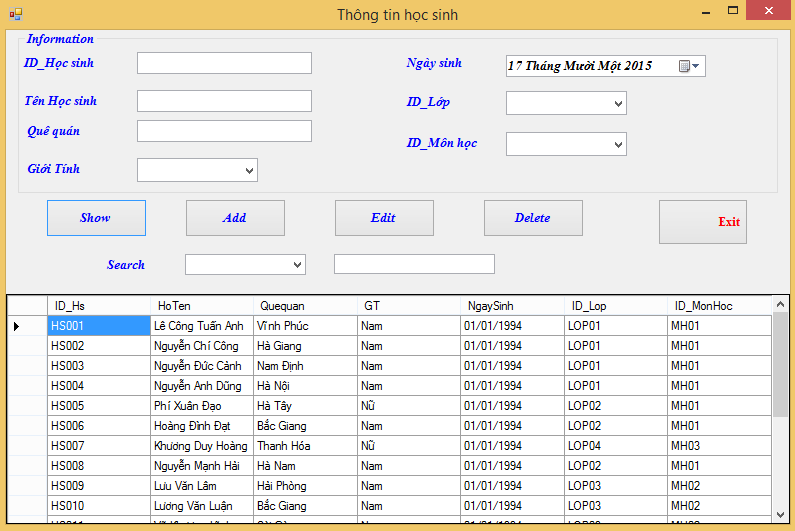 Thông tin học sinh
Information
ID_Học sinh
Ngày sinh 17 Tháng Mười Một 2015
Tên Học sinh
ID_Lớp
Quê quán
ID_Môn học
Giới Tính
Show Add Edit Delete Exit
Search
ID_Hs HoTen Quequan GT NgaySinh ID_Lop ID_MonHoc
HS001 Lê Công Tuấn Anh Vĩnh Phúc Nam 01/01/1994 LOP01 MH01
HS002 Nguyễn Chí Công Hà Giang Nam 01/01/1994 LOP01 MH01
HS003 Nguyễn Đức Cảnh Nam Định Nam 01/01/1994 LOP01 MH01
HS004 Nguyễn Anh Dũng Hà Nội Nam 01/01/1994 LOP01 MH01
HS005 Phí Xuân Đạo Hà Tây Nữ 01/01/1994 LOP02 MH01
HS006 Hoàng Đình Đạt Bắc Giang Nam 01/01/1994 LOP02 MH01
HS007 Khương Duy Hoàng Thanh Hóa Nữ 01/01/1994 LOP04 MH03
HS008 Nguyễn Mạnh Hải Hà Nam Nam 01/01/1994 LOP02 MH01
HS009 Lưu Văn Lâm Hải Phòng Nam 01/01/1994 LOP03 MH02
HS010 Lương Văn Luận Bắc Giang Nam 01/01/1994 LOP03 MH02